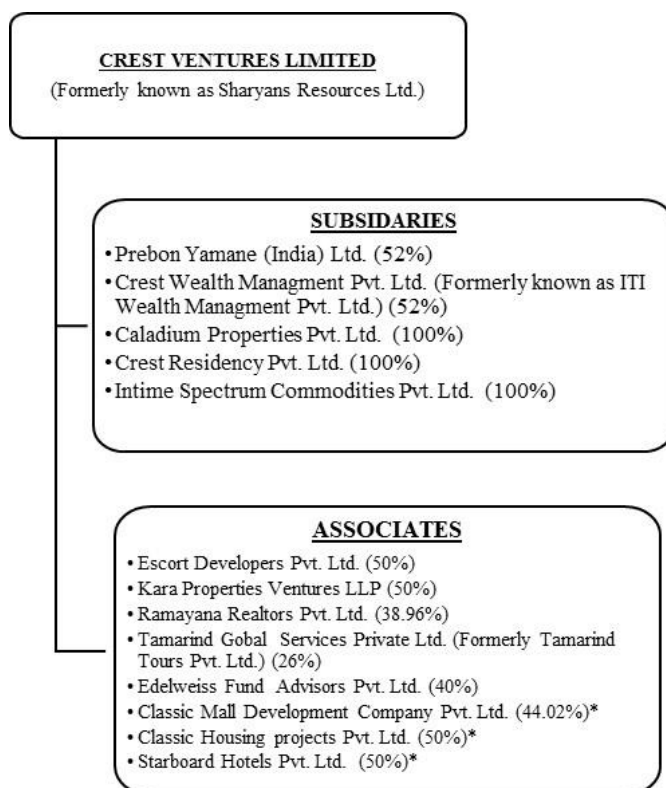 CREST VENTURES LIMITED
(Formerly known as Sharyans Resources Ltd.)
SUBSIDARIES
•Prebon Yamane (India) Ltd. (52%)
•Crest Wealth Managment Pvt. Ltd. (Formerly known as ITI
Wealth Managment Pvt. Ltd.) (52%)
•Caladium Properties Pvt. Ltd. (100%)
•Crest Residency Pvt. Ltd. (100%)
•Intime Spectrum Commodities Pvt. Ltd. (100%)
ASSOCIATES
• Escort Developers Pvt. Ltd. (50%)
• Kara Properties Ventures LLP (50%)
• Ramayana Realtors Pvt. Ltd. (38.96%)
• Tamarind Gobal Services Private Ltd. (Formerly Tamarind
Tours Pvt. Ltd.) (26%)
• Edelweiss Fund Advisors Pvt. Ltd. (40%)
• Classic Mall Development Company Pvt. Ltd. (44.02%)*
• Classic Housing projects Pvt. Ltd. (50%)*
• Starboard Hotels Pvt. Ltd. (50%)*